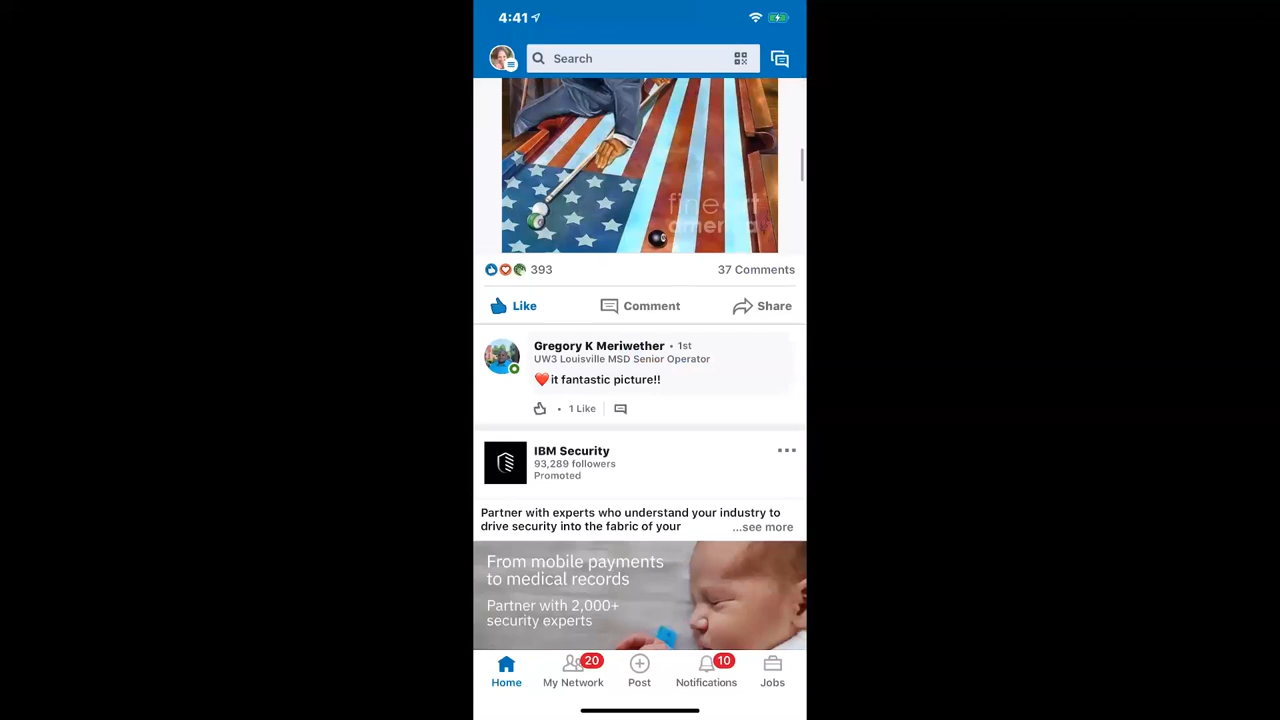 4:41
Search
fine art
america
393
37 Comments
Like
Comment
Share
Gregory K Meriwether • 1st
UW3 Louisville MSD Senior Operator
❤️it fantastic picture!!
• 1 Like
IBM Security
93,289 followers
Promoted
Partner with experts who understand your industry to
drive security into the fabric of your ...see more
From mobile payments
to medical records
Partner with 2,000+
security experts
20
10
Home
My Network
Post
Notifications
Jobs